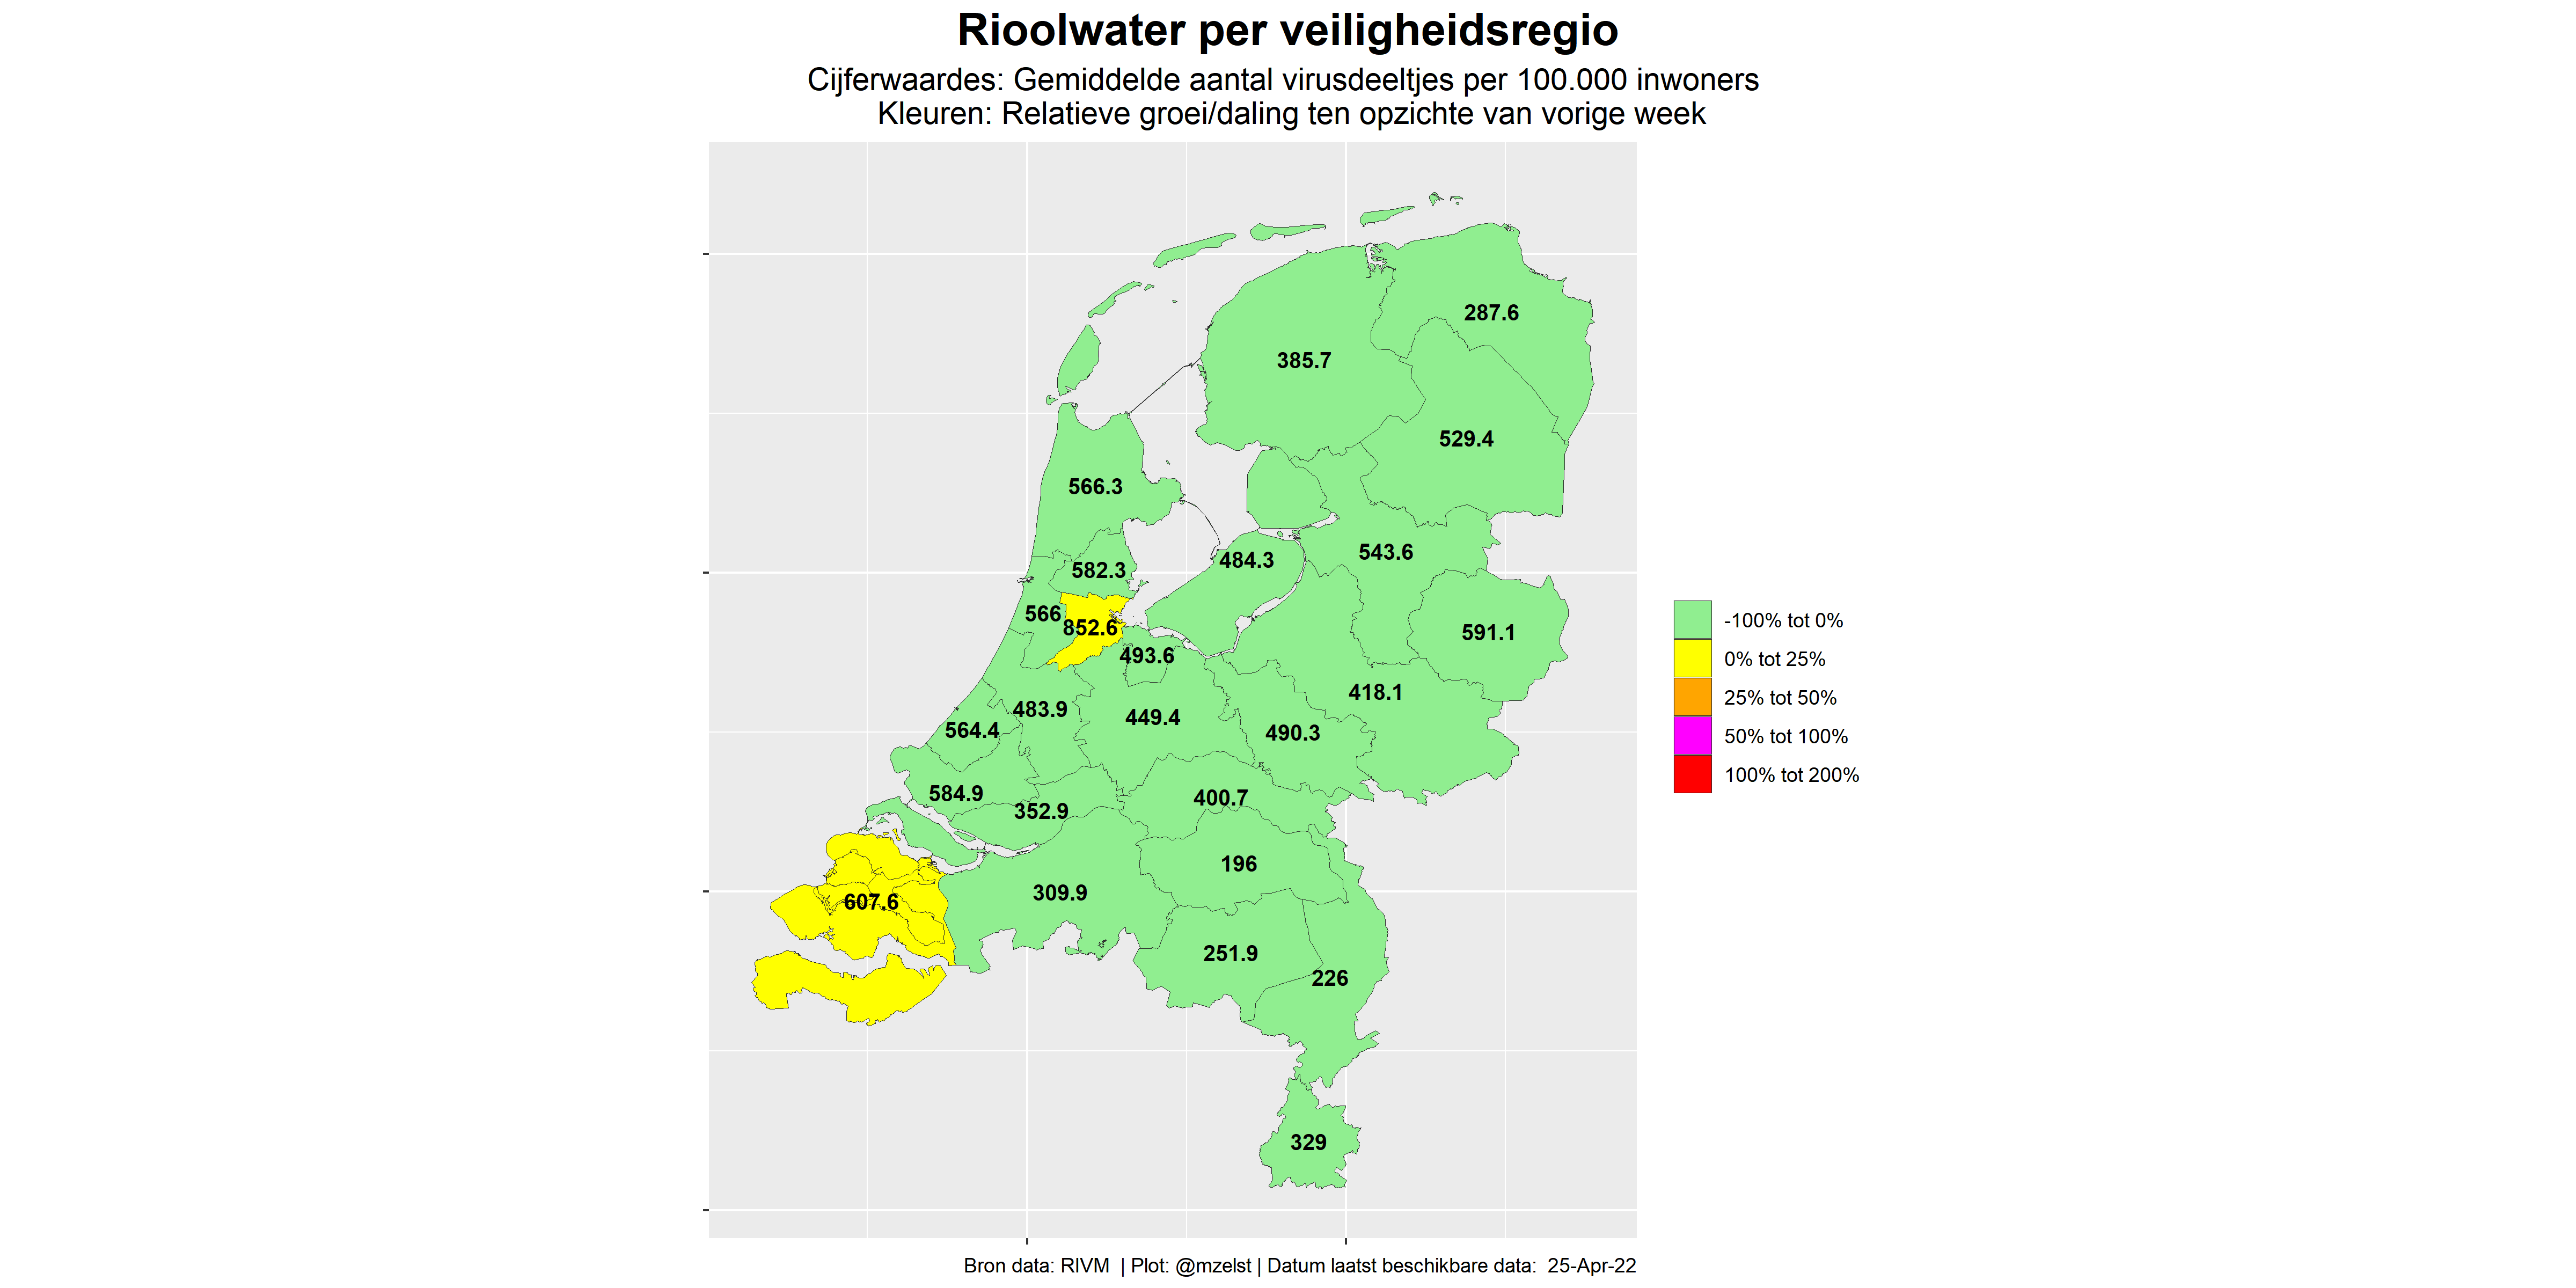 Rioolwater per veiligheidsregio
Cijferwaardes: Gemiddelde aantal virusdeeltjes per 100.000 inwoners
Kleuren: Relatieve groei/daling ten opzichte van vorige week
287.6
385.7
529.4
566.3
543.6
484.3
582.3
566
852.6
591.1
493.6
418.1
483.9
449.4
564.4
490.3
584.9
400.7
352.9
196
309.9
607.6
251.9
226
329
-100% tot 0%
0% tot 25%
25% tot 50%
50% tot 100%
100% tot 200%
Bron data: RIVM | Plot: @mzelst | Datum laatst beschikbare data: 25-Apr-22